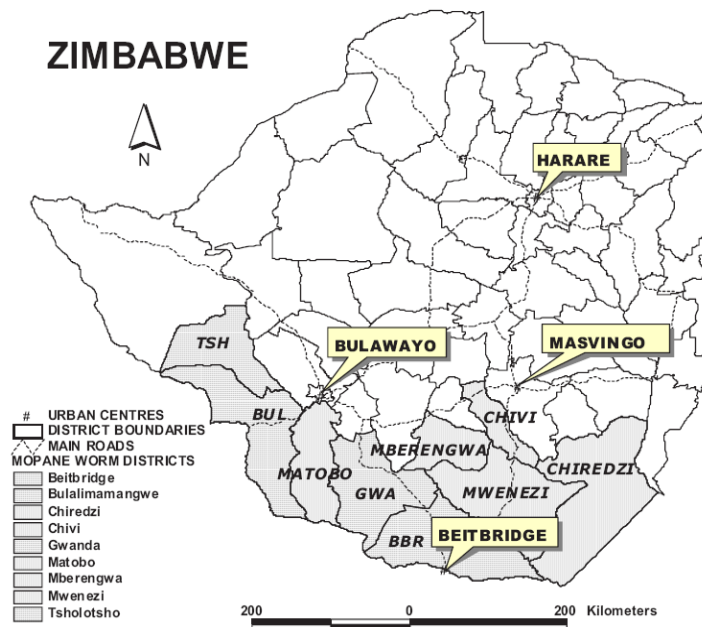 ZIMBABWE
N
HARARE
BULAWAYO
MASVINGO
TSH
BUL
CHIVI
MBERENGWA
CHIREDZI
MATOBO
GWA
MWENEZI
BBR
BEITBRIDGE
# URBAN CENTRES
DISTRICT BOUNDARIES
MAIN ROADS
MOPANE WORM DISTRICTS
Beitbridge
Bulalimamangwe
Chiredzi
Chivi
Gwanda
Matobo
Mberengwa
Mwenezi
Tsholotsho
200 0 200 Kilometers